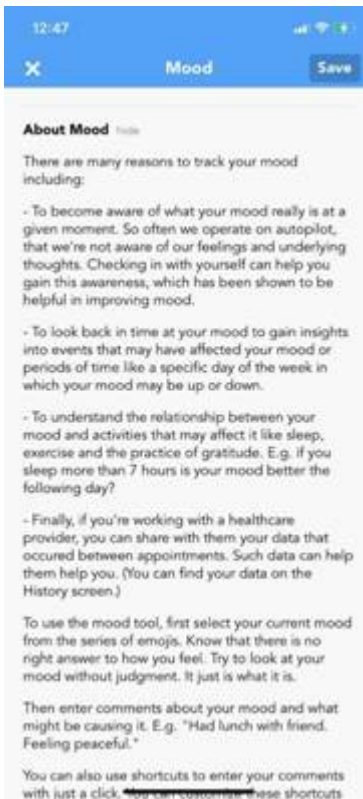 12:47
Mood
Save
About Mood hide
There are many reasons to track your mood
including:
- To become aware of what your mood really is at a
given moment. So often we operate on autopilot,
that we're not aware of our feelings and underlying
thoughts. Checking in with yourself can help you
gain this awareness, which has been shown to be
helpful in improving mood.
- To look back in time at your mood to gain insights
into events that may have affected your mood or
periods of time like a specific day of the week in
which your mood may be up or down.
- To understand the relationship between your
mood and activities that may affect it like sleep,
exercise and the practice of gratitude. E.g. if you
sleep more than 7 hours is your mood better the
following day?
- Finally, if you're working with a healthcare
provider, you can share with them your data that
occured between appointments. Such data can help
them help you. (You can find your data on the
History screen.)
To use the mood tool, first select your current mood
from the series of emojis. Know that there is no
right answer to how you feel. Try to look at your
mood without judgment. It just is what it is.
Then enter comments about your mood and what
might be causing it. E.g. "Had lunch with friend.
Feeling peaceful."
You can also use shortcuts to enter your comments
with just a click. You can customize these shortcuts